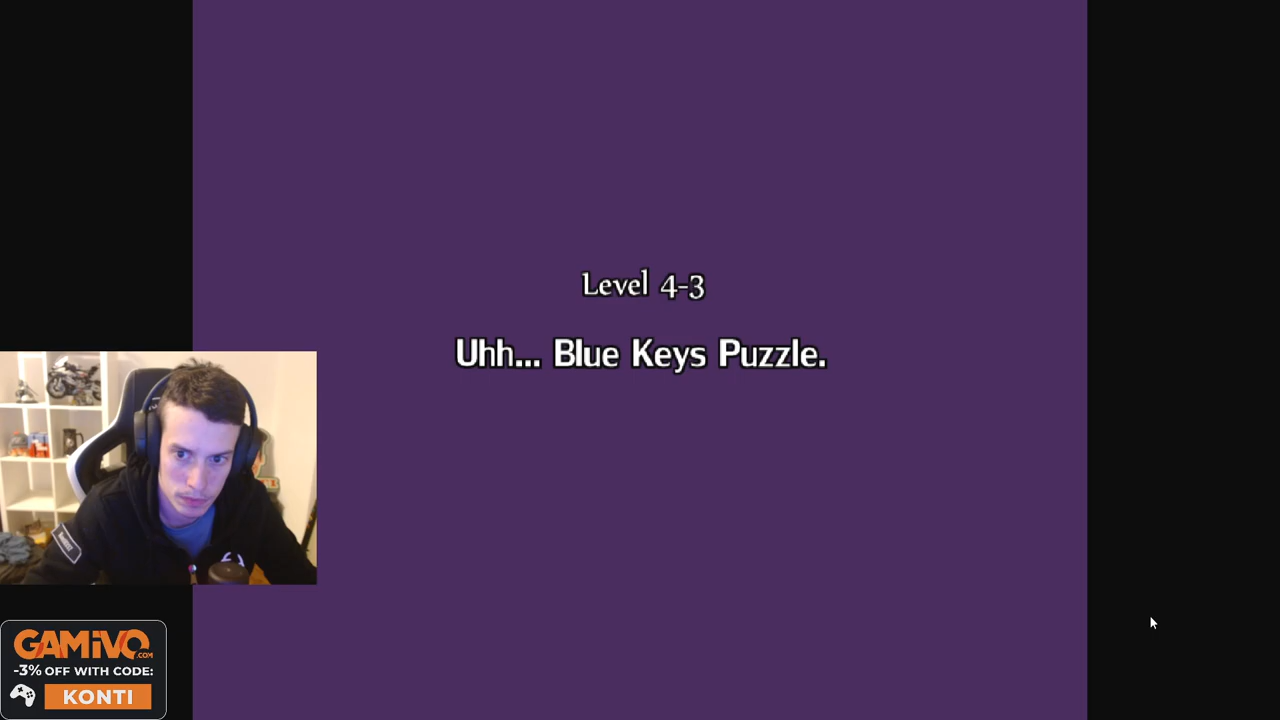 Level 4-3
Uhh... Blue Keys Puzzle.
GAMIVO.COM
-3% OFF WITH CODE:
KONTI